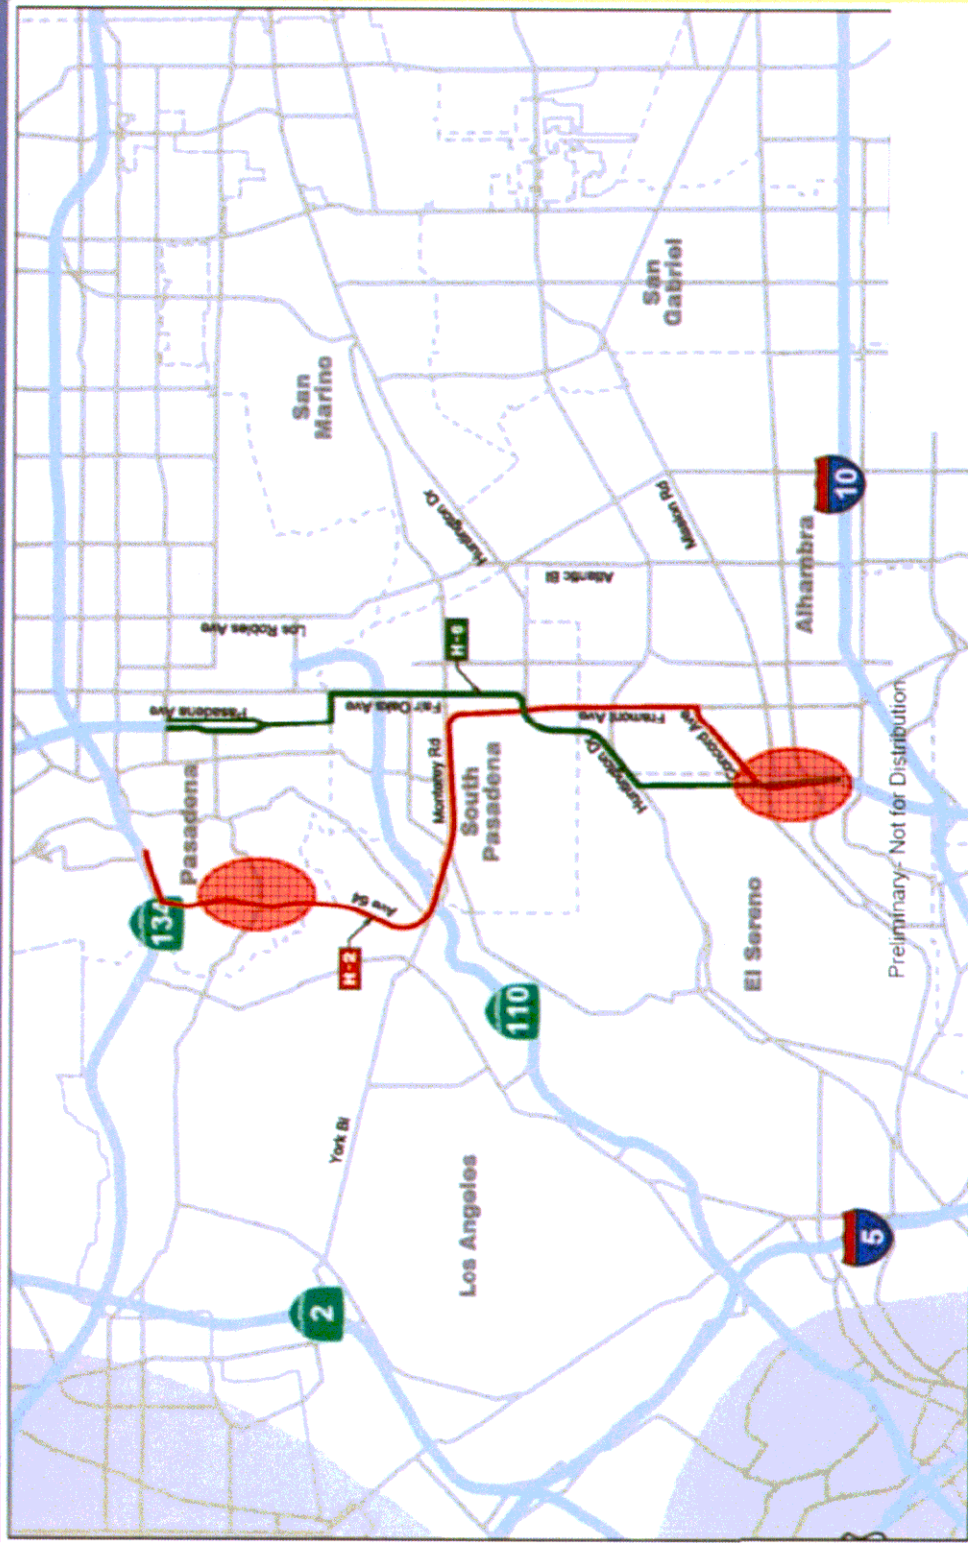 134
Pasadena
Pasadena Ave
Los Robles Ave
San
Marino
2
York Bl
H-2
Ave 64
Fair Oaks Ave
Monterey Rd
H-6
Huntington Dr
Los Angeles
South
Pasadena
110
Atlantic Bl
Fremont Ave
Huntington Dr
San
Gabriel
Mission Rd
Concord Ave
El Sereno
Alhambra
10
5
Preliminary - Not for Distribution